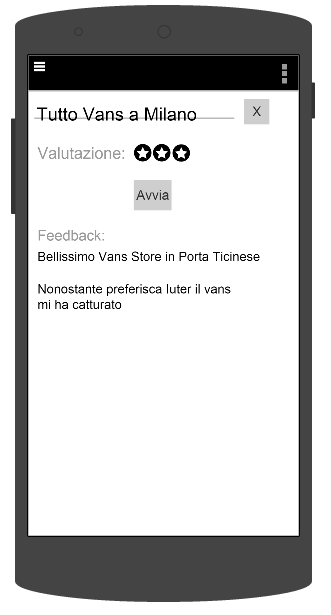 Tutto Vans a Milano
X
Valutazione:
Avvia
Feedback:
Bellissimo Vans Store in Porta Ticinese
Nonostante preferisca Iuter il vans
mi ha catturato